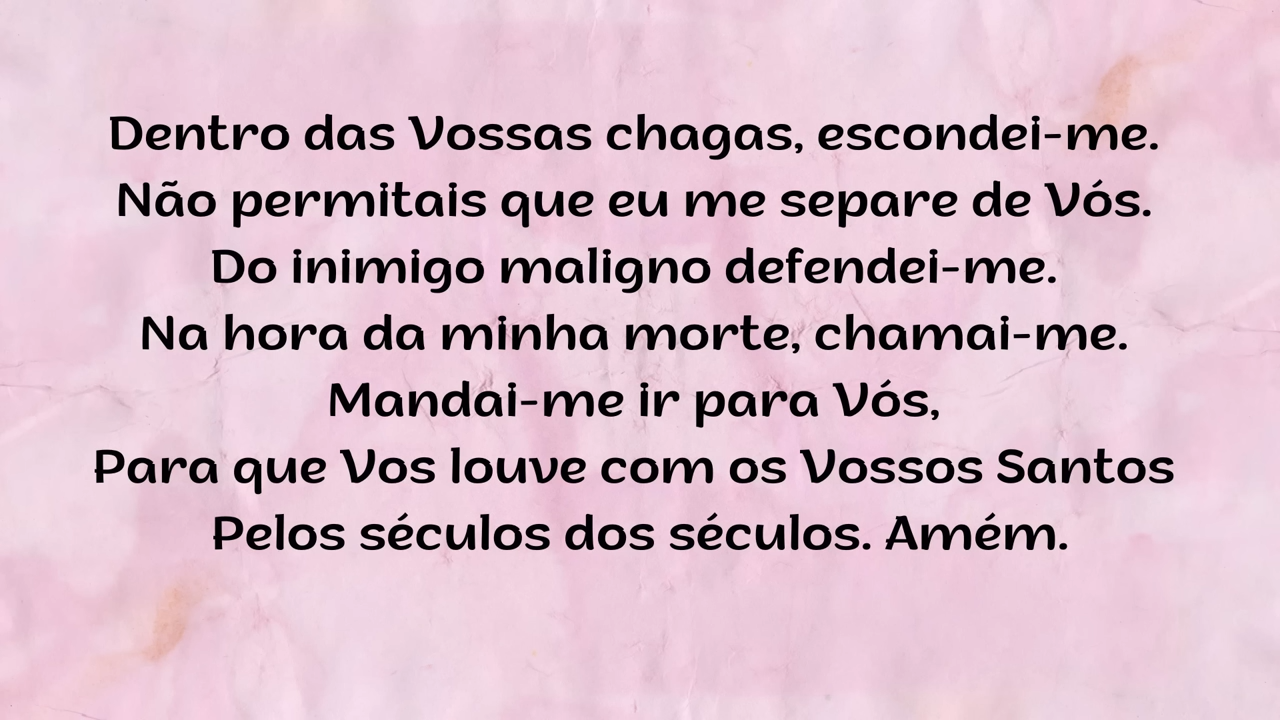 Dentro das Vossas chagas, escondei-me.
Não permitais que eu me separe de Vós.
Do inimigo maligno defendei-me.
Na hora da minha morte, chamai-me.
Mandai-me ir para Vós,
Para que Vos louve com os Vossos Santos
Pelos séculos dos séculos. Amém.